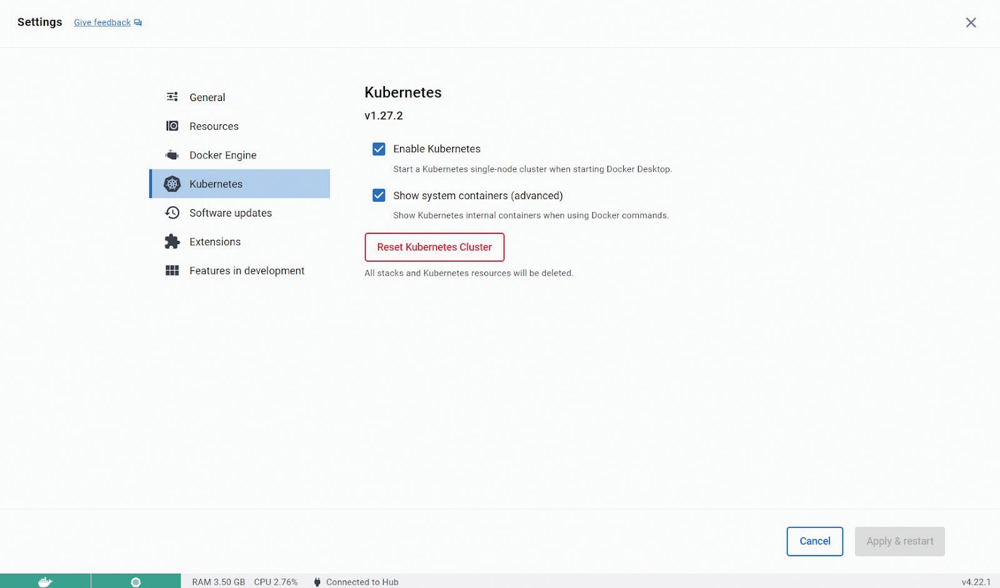 Settings Give feedback
General
Resources
Docker Engine
Kubernetes
Software updates
Extensions
Features in development
Kubernetes
v1.27.2
Enable Kubernetes
Start a Kubernetes single-node cluster when starting Docker Desktop.
Show system containers (advanced)
Show Kubernetes internal containers when using Docker commands.
Reset Kubernetes Cluster
All stacks and Kubernetes resources will be deleted.
Cancel Apply & restart
RAM 3.50 GB CPU 2.76% Connected to Hub v4.22.1